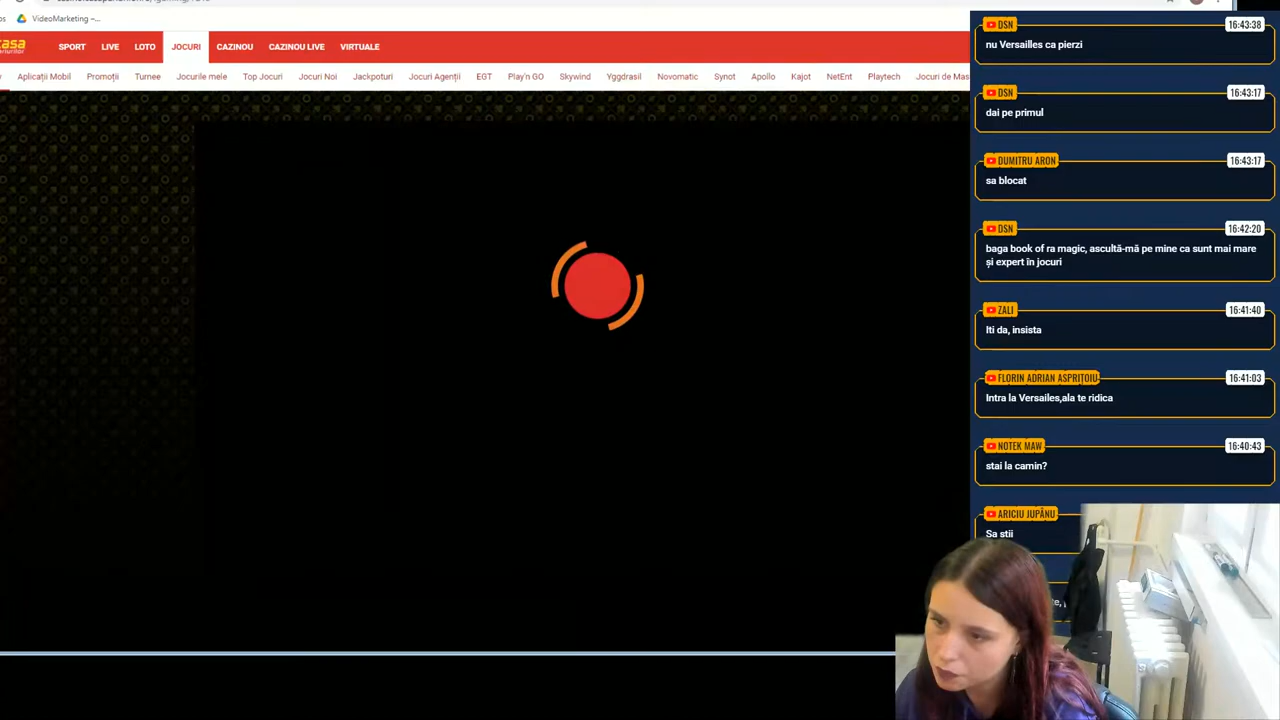 VideoMarketing –...
casa
SPORT LIVE LOTO JOCURI CAZINOU CAZINOU LIVE VIRTUALE
Aplicații Mobil Promoții Turnee Jocurile mele Top Jocuri Jocuri Noi Jackpoturi Jocuri Agenții EGT Play'n GO Skywind Yggdrasil Novomatic Synot Apollo Kajot NetEnt Playtech Jocuri de Mas
DSN 16:43:38
nu Versailles ca pierzi
DSN 16:43:17
dai pe primul
DUMITRU ARON 16:43:17
sa blocat
DSN 16:42:20
baga book of ra magic, ascultă-mă pe mine ca sunt mai mare
și expert în jocuri
ZALI 16:41:40
Iti da, insista
FLORIN ADRIAN ASPRIȚOIU 16:41:03
Intra la Versailes,ala te ridica
NOTEK MAW 16:40:43
stai la camin?
ARICIU JUPÂNU
Sa stii